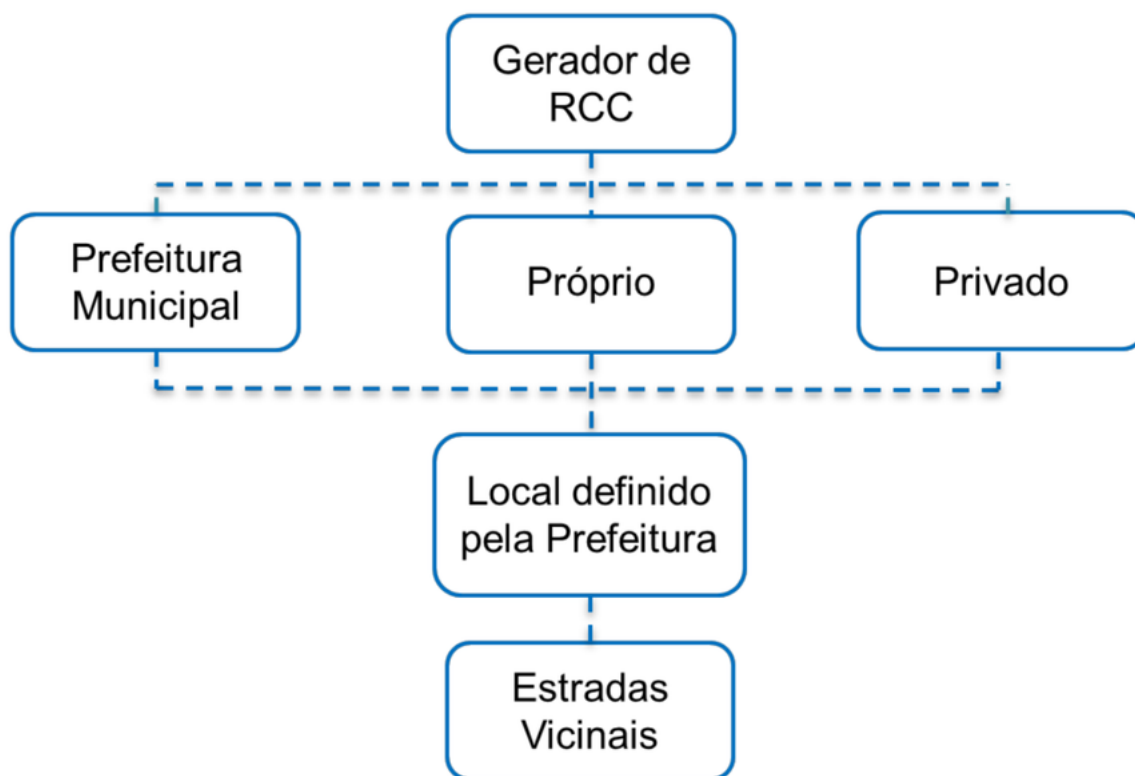 Gerador de
RCC
Prefeitura
Municipal
Próprio
Privado
Local definido
pela Prefeitura
Estradas
Vicinais